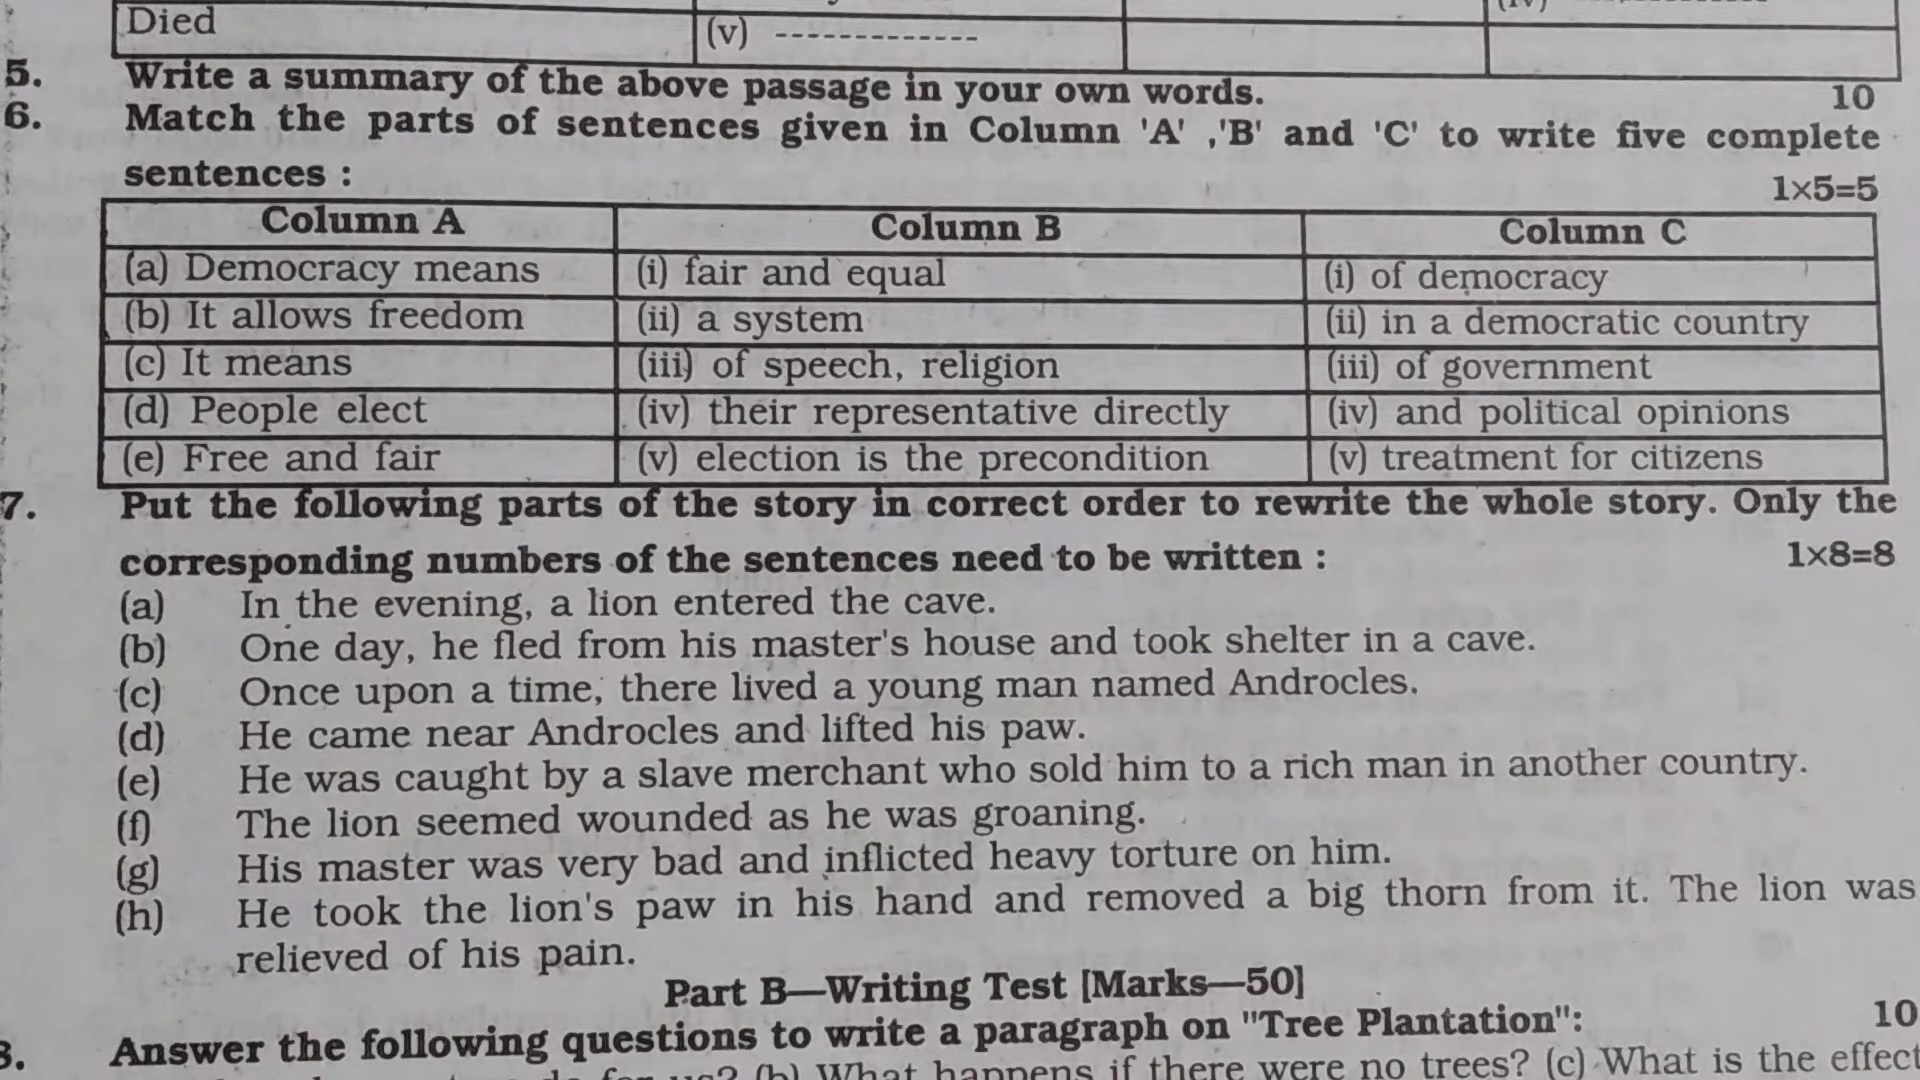 Died
(v) -------------
5. Write a summary of the above passage in your own words. 10
6. Match the parts of sentences given in Column 'A' ,'B' and 'C' to write five complete
sentences : 1×5=5
Column A Column B Column C
(a) Democracy means (i) fair and equal (i) of democracy
(b) It allows freedom (ii) a system (ii) in a democratic country
(c) It means (iii) of speech, religion (iii) of government
(d) People elect (iv) their representative directly (iv) and political opinions
(e) Free and fair (v) election is the precondition (v) treatment for citizens
7. Put the following parts of the story in correct order to rewrite the whole story. Only the
corresponding numbers of the sentences need to be written : 1×8=8
(a) In the evening, a lion entered the cave.
(b) One day, he fled from his master's house and took shelter in a cave.
(c) Once upon a time, there lived a young man named Androcles.
(d) He came near Androcles and lifted his paw.
(e) He was caught by a slave merchant who sold him to a rich man in another country.
(f) The lion seemed wounded as he was groaning.
(g) His master was very bad and inflicted heavy torture on him.
(h) He took the lion's paw in his hand and removed a big thorn from it. The lion was
relieved of his pain.
Part B—Writing Test [Marks—50]
Answer the following questions to write a paragraph on "Tree Plantation": 10
for us? (b) What happens if there were no trees? (c) What is the effect